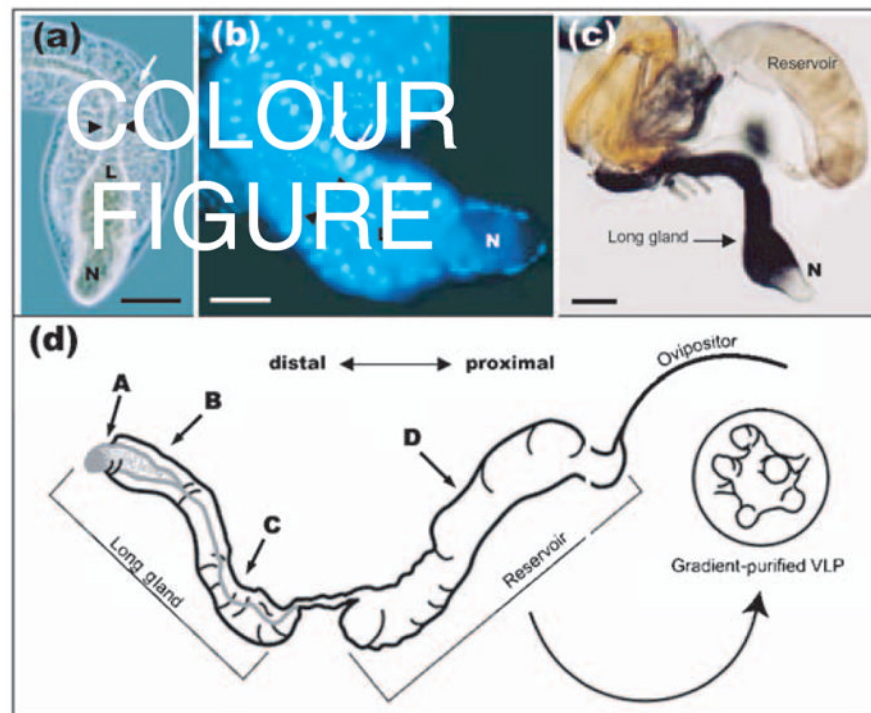 (a)
(b)
(c)
COLOUR
FIGURE
L
N
L
N
Reservoir
Long gland
N
(d)
distal
proximal
Ovipositor
A
B
C
D
Long gland
Reservoir
Gradient-purified VLP